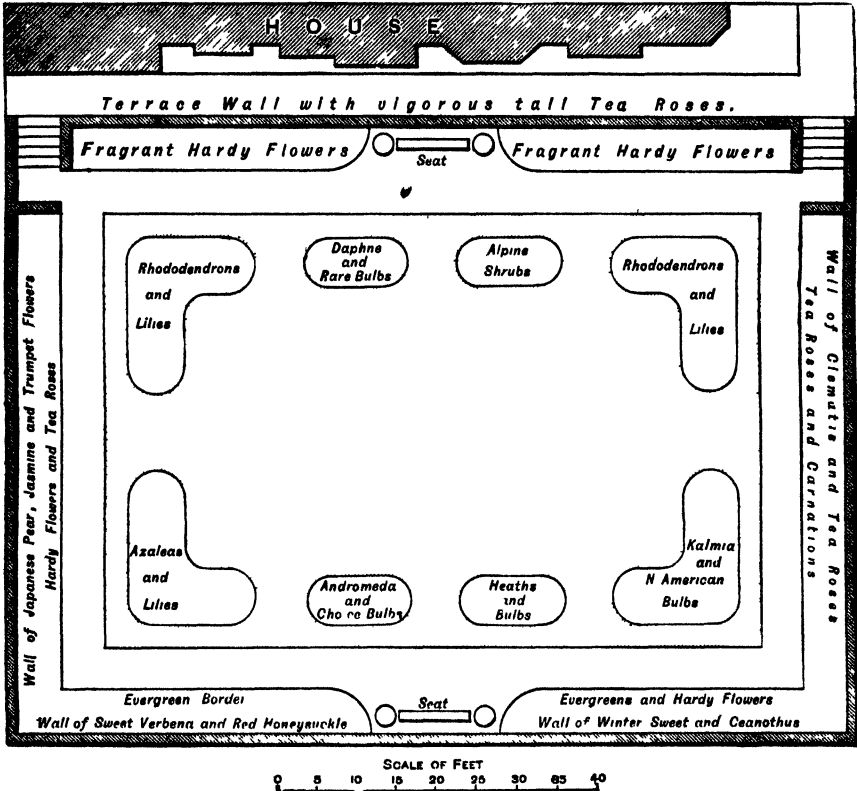 HOUSE
Terrace Wall with vigorous tall Tea Roses.
Fragrant Hardy Flowers
Seat
Fragrant Hardy Flowers
Rhododendrons
and
Lilies
Daphne
and
Rare Bulbs
Alpine
Shrubs
Rhododendrons
and
Lilies
Wall of Japanese Pear, Jasmine and Trumpet Flowers
Hardy Flowers and Tea Roses
Wall of Clematis and Tea Roses
Tea Roses and Carnations
Azaleas
and
Lilies
Andromeda
and
Choice Bulbs
Heaths
and
Bulbs
Kalmia
and
N American
Bulbs
Evergreen Border
Wall of Sweet Verbena and Red Honeysuckle
Seat
Evergreens and Hardy Flowers
Wall of Winter Sweet and Ceanothus
SCALE OF FEET
0 5 10 15 20 25 30 35 40